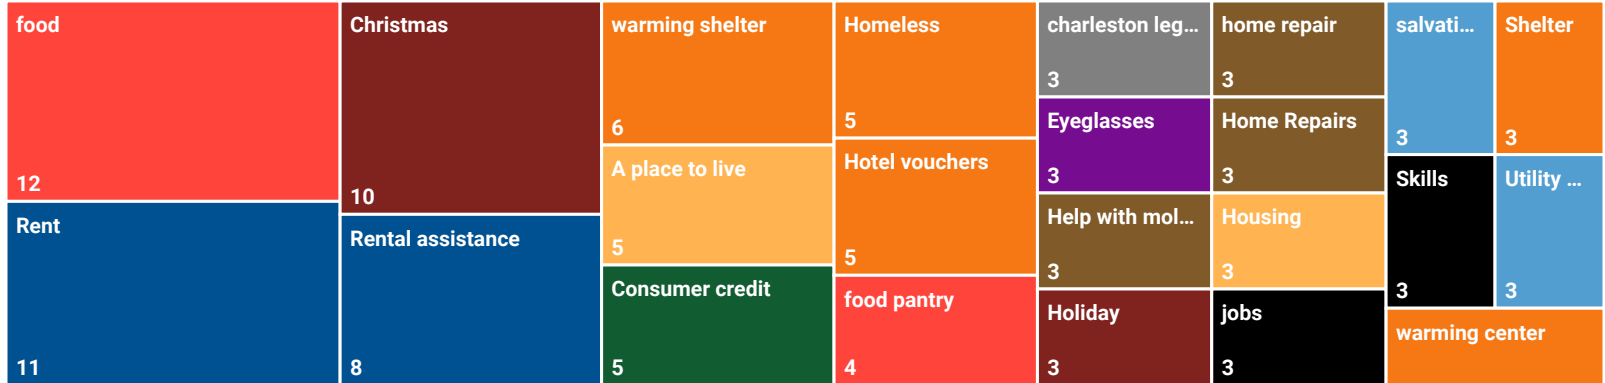 food
12
Rent
11
Christmas
10
Rental assistance
8
warming shelter
6
A place to live
5
Consumer credit
5
Homeless
5
Hotel vouchers
5
food pantry
4
charleston leg...
3
Eyeglasses
3
Help with mol...
3
Holiday
3
home repair
3
Home Repairs
3
Housing
3
jobs
3
salvati...
3
Shelter
3
Skills
3
Utility ...
3
warming center